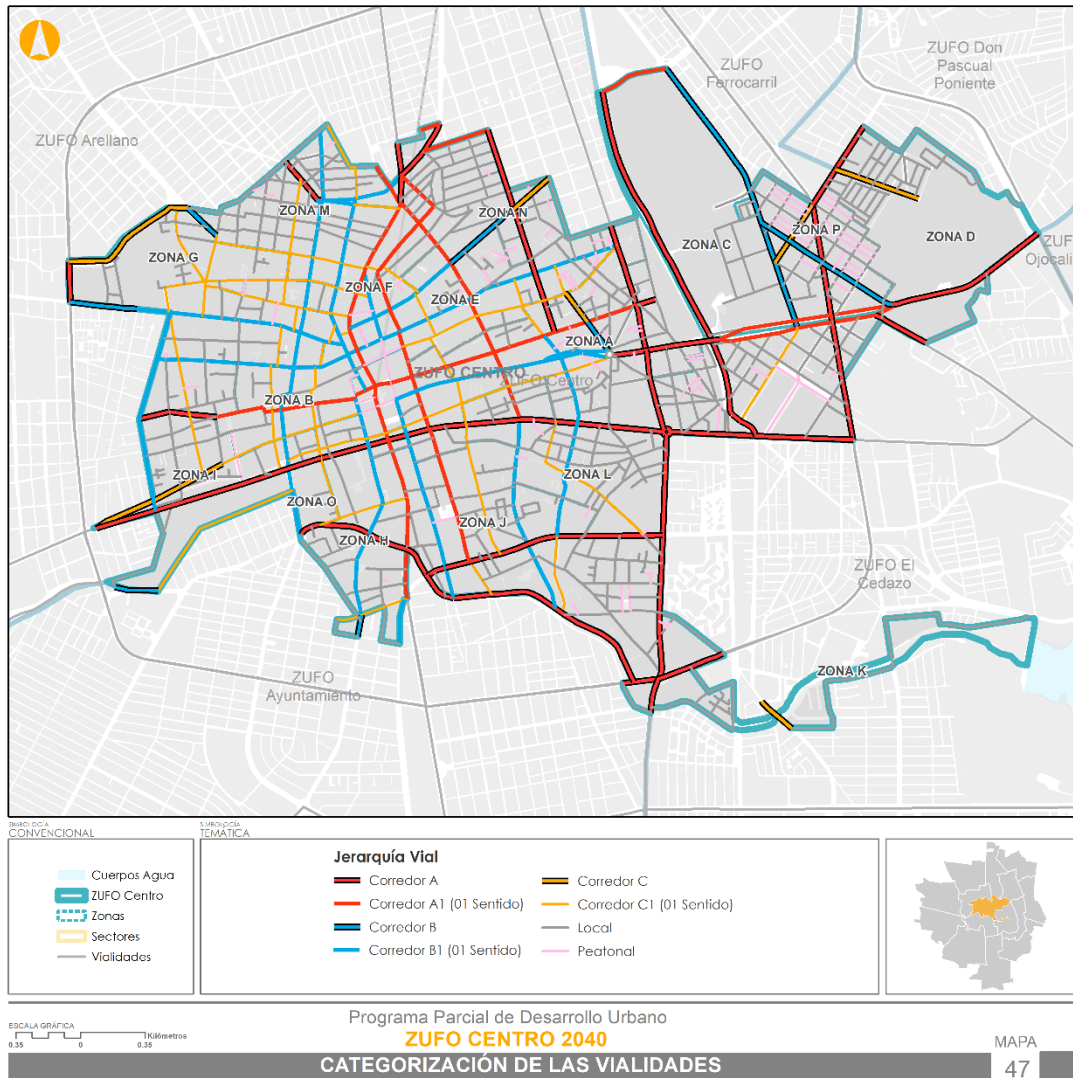 ZUFO
Ferrocarril
ZUFO Don
Pascual
Poniente
ZUFO Arellano
ZONA M
ZONA N
ZONA G
ZONA C
ZONA P
ZONA D
ZUFO
Ojocali
ZONA F
ZONA E
ZONA A
ZUFO CENTRO
ZUFO Centro
ZONA B
ZONA I
ZONA L
ZONA O
ZONA J
ZONA H
ZUFO El
Cedazo
ZUFO
Ayuntamiento
ZONA K
SIMBOLOGÍA
CONVENCIONAL
Cuerpos Agua
ZUFO Centro
Zonas
Sectores
Vialidades
SIMBOLOGÍA
TEMÁTICA
Jerarquía Vial
Corredor A
Corredor A1 (01 Sentido)
Corredor B
Corredor B1 (01 Sentido)
Corredor C
Corredor C1 (01 Sentido)
Local
Peatonal
ESCALA GRÁFICA
Kilómetros
0.35 0 0.35
Programa Parcial de Desarrollo Urbano
ZUFO CENTRO 2040
CATEGORIZACIÓN DE LAS VIALIDADES
MAPA
47